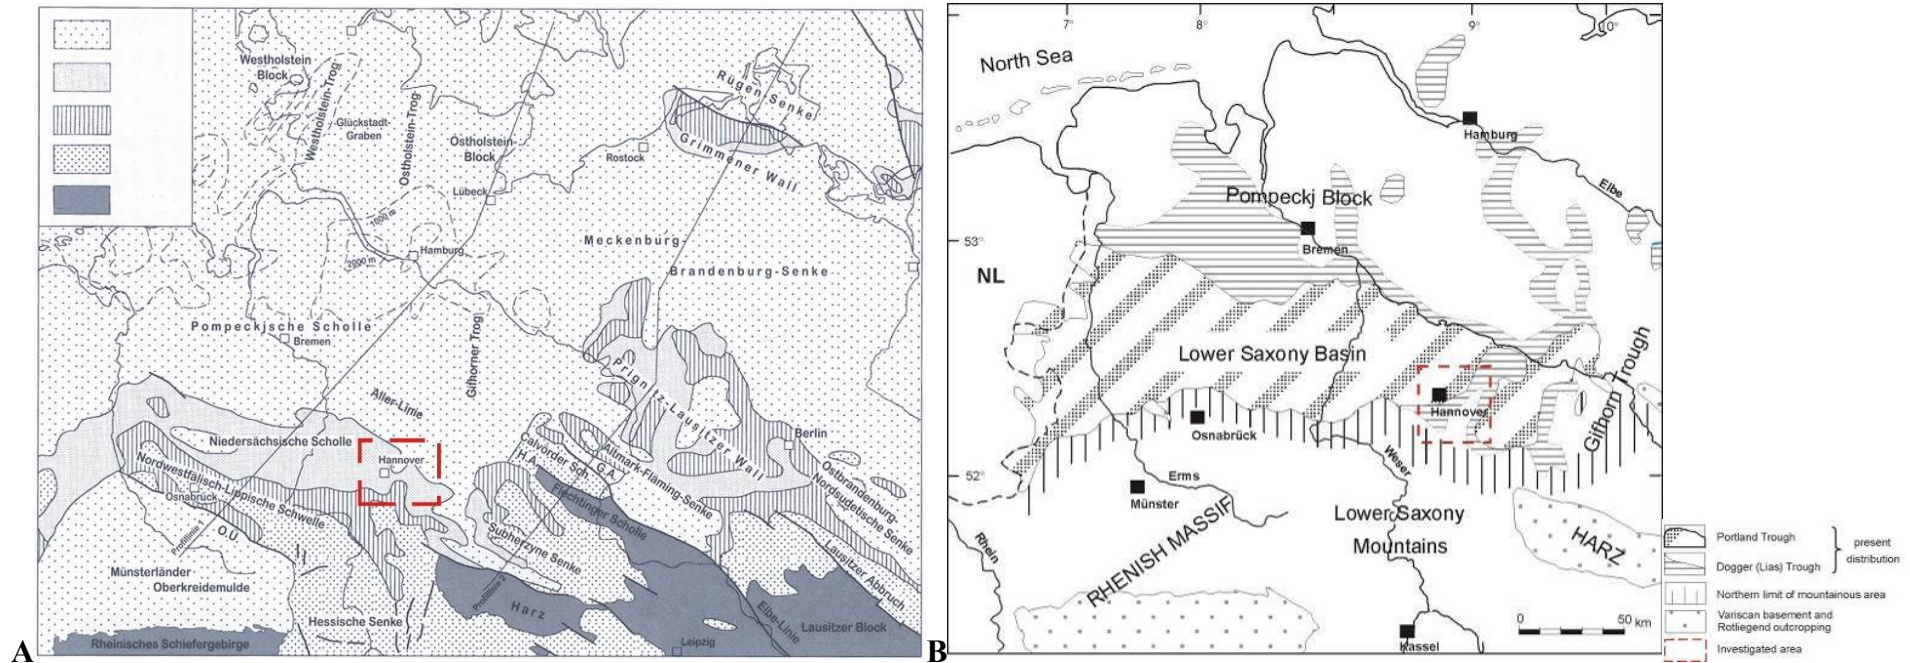 Westholstein
Block
Westholstein-Trog
Glückstadt-
Graben
Ostholstein-Trog
Ostholstein-
Block
Lübeck
Rostock
Rügen-Senke
Grimmener Wall
1000 m
2000 m
Hamburg
Meckenburg-
Brandenburg-Senke
Pompeckjsche Scholle
Bremen
Gifhorner Trog
Prignitz-Lausitzer Wall
Aller-Linie
Niedersächsische Scholle
Hannover
Berlin
Nordwestfälisch-Lippische Schwelle
Osnabrück
Profillinie 1
O.Ü.
Calvörder Sch.
H.A.
G.A.
Altmark-Fläming-Senke
Flechtinger Scholle
Ostbrandenburg-
Nordsudetische Senke
Subherzyne Senke
Lausitzer Abbruch
Münsterländer
Oberkreidemulde
Profillinie 2
Harz
Hessische Senke
Elbe-Linie
Lausitzer Block
Rheinisches Schiefergebirge
Leipzig
A
7°
8°
9°
10°
North Sea
Hamburg
Elbe
Pompeckj Block
Bremen
53°
NL
Lower Saxony Basin
Hannover
Gifhorn Trough
Osnabrück
52°
Weser
Erms
Münster
RHENISH MASSIF
Lower Saxony
Mountains
HARZ
Rhein
0
50 km
Kassel
B
Portland Trough
Dogger (Lias) Trough
present
distribution
Northern limit of mountainous area
Variscan basement and
Rotliegend outcropping
Investigated area